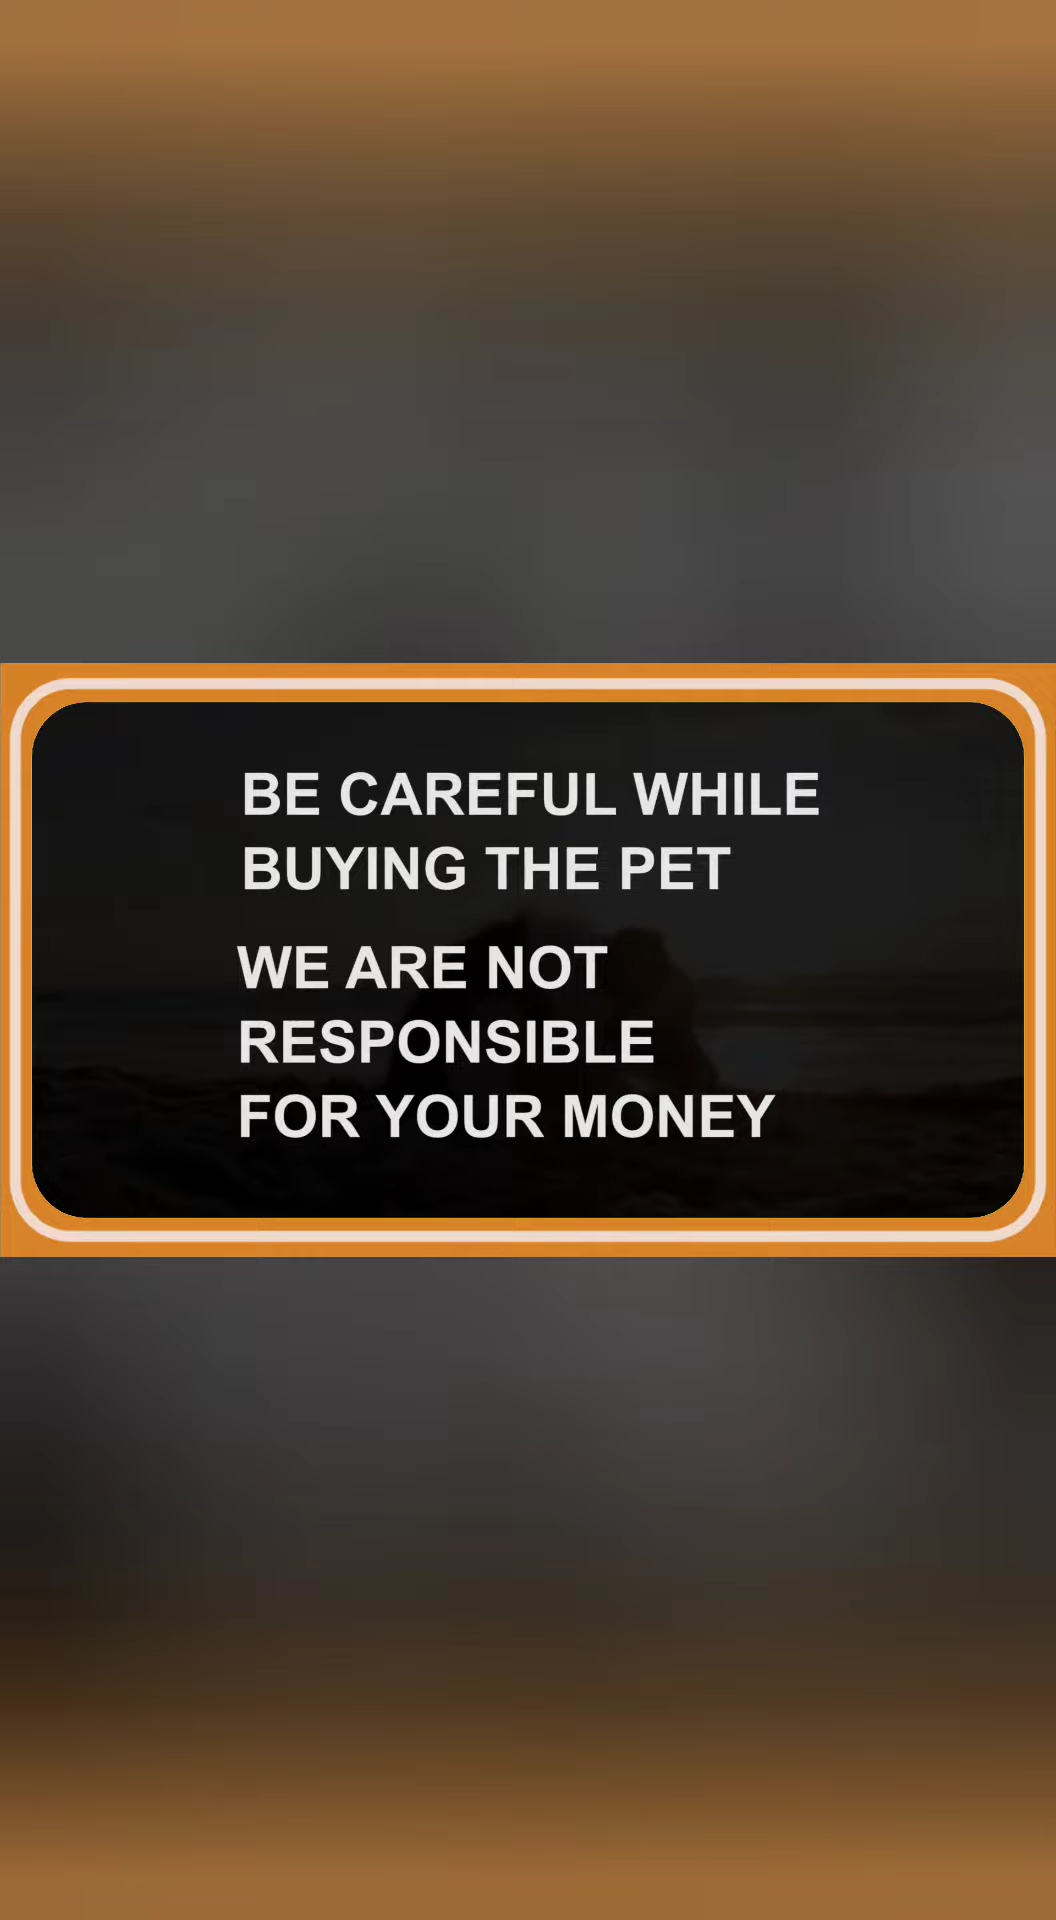 BE CAREFUL WHILE
BUYING THE PET
WE ARE NOT
RESPONSIBLE
FOR YOUR MONEY